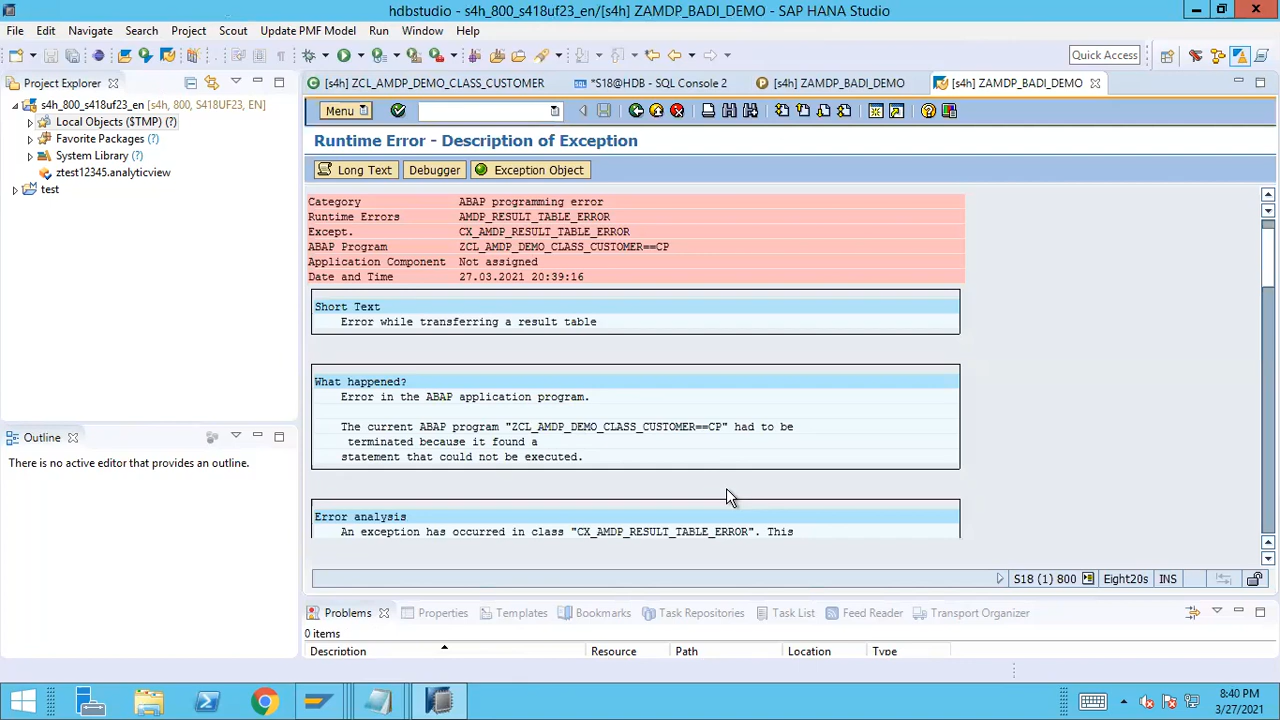 hdbstudio - s4h_800_s418uf23_en/[s4h] ZAMDP_BADI_DEMO - SAP HANA Studio
File Edit Navigate Search Project Scout Update PMF Model Run Window Help
Quick Access
Project Explorer
[s4h] ZCL_AMDP_DEMO_CLASS_CUSTOMER
*S18@HDB - SQL Console 2
[s4h] ZAMDP_BADI_DEMO
[s4h] ZAMDP_BADI_DEMO
s4h_800_s418uf23_en [s4h, 800, S418UF23, EN]
Local Objects ($TMP) (?)
Favorite Packages (?)
System Library (?)
ztest12345.analyticview
test
Menu
Runtime Error - Description of Exception
Long Text
Debugger
Exception Object
Category ABAP programming error
Runtime Errors AMDP_RESULT_TABLE_ERROR
Except. CX_AMDP_RESULT_TABLE_ERROR
ABAP Program ZCL_AMDP_DEMO_CLASS_CUSTOMER==CP
Application Component Not assigned
Date and Time 27.03.2021 20:39:16
Short Text
Error while transferring a result table
What happened?
Error in the ABAP application program.
The current ABAP program "ZCL_AMDP_DEMO_CLASS_CUSTOMER==CP" had to be
terminated because it found a
statement that could not be executed.
Error analysis
An exception has occurred in class "CX_AMDP_RESULT_TABLE_ERROR". This
Outline
There is no active editor that provides an outline.
S18 (1) 800
Eight20s
INS
Problems
Properties
Templates
Bookmarks
Task Repositories
Task List
Feed Reader
Transport Organizer
0 items
Description Resource Path Location Type
8:40 PM
3/27/2021